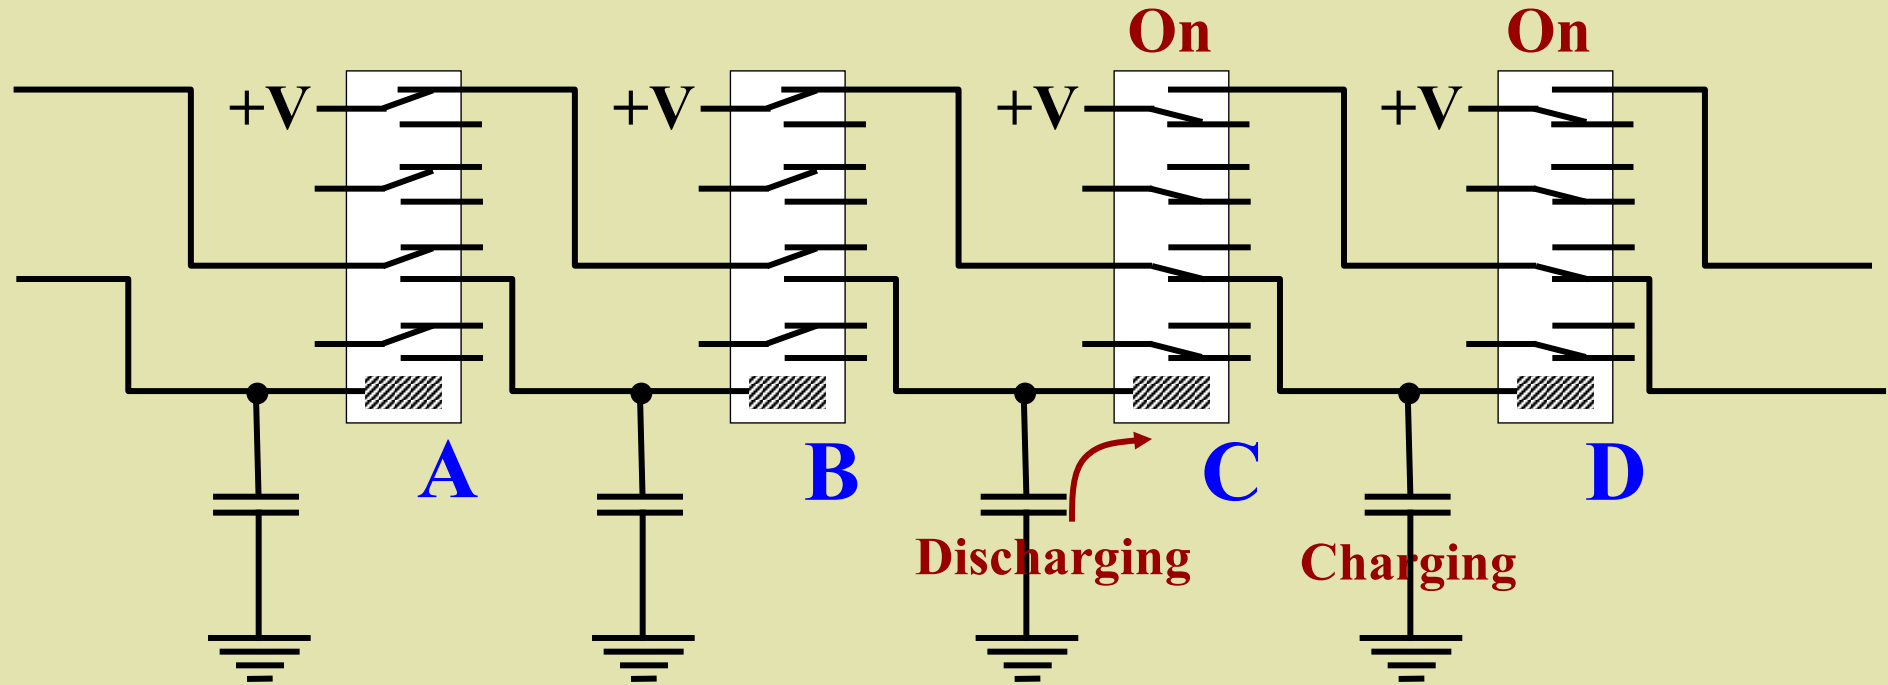 On On
+V +V +V +V
A B C D
Discharging Charging